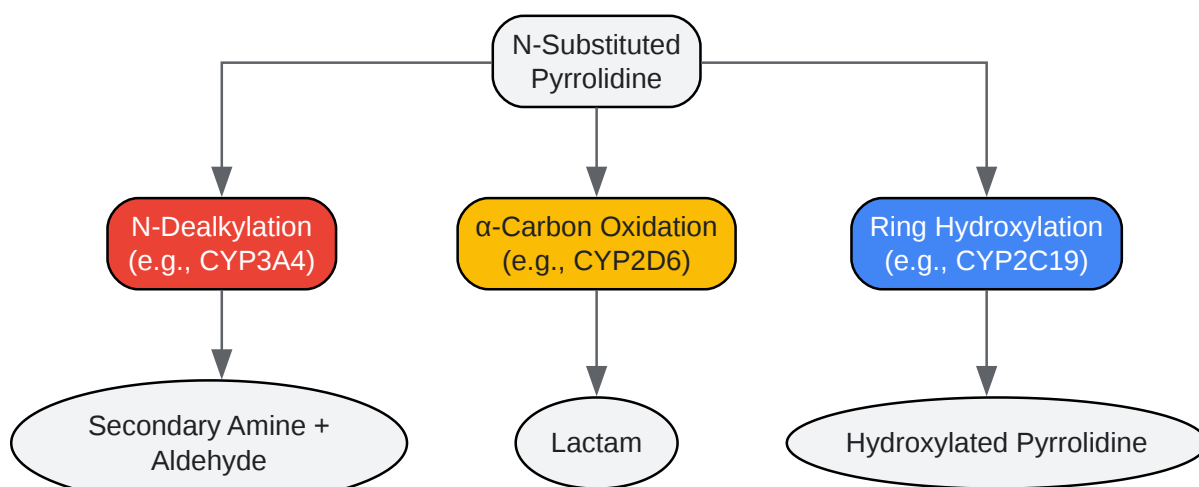 N-Substituted
Pyrrolidine
N-Dealkylation
(e.g., CYP3A4)
α-Carbon Oxidation
(e.g., CYP2D6)
Ring Hydroxylation
(e.g., CYP2C19)
Secondary Amine +
Aldehyde
Lactam
Hydroxylated Pyrrolidine